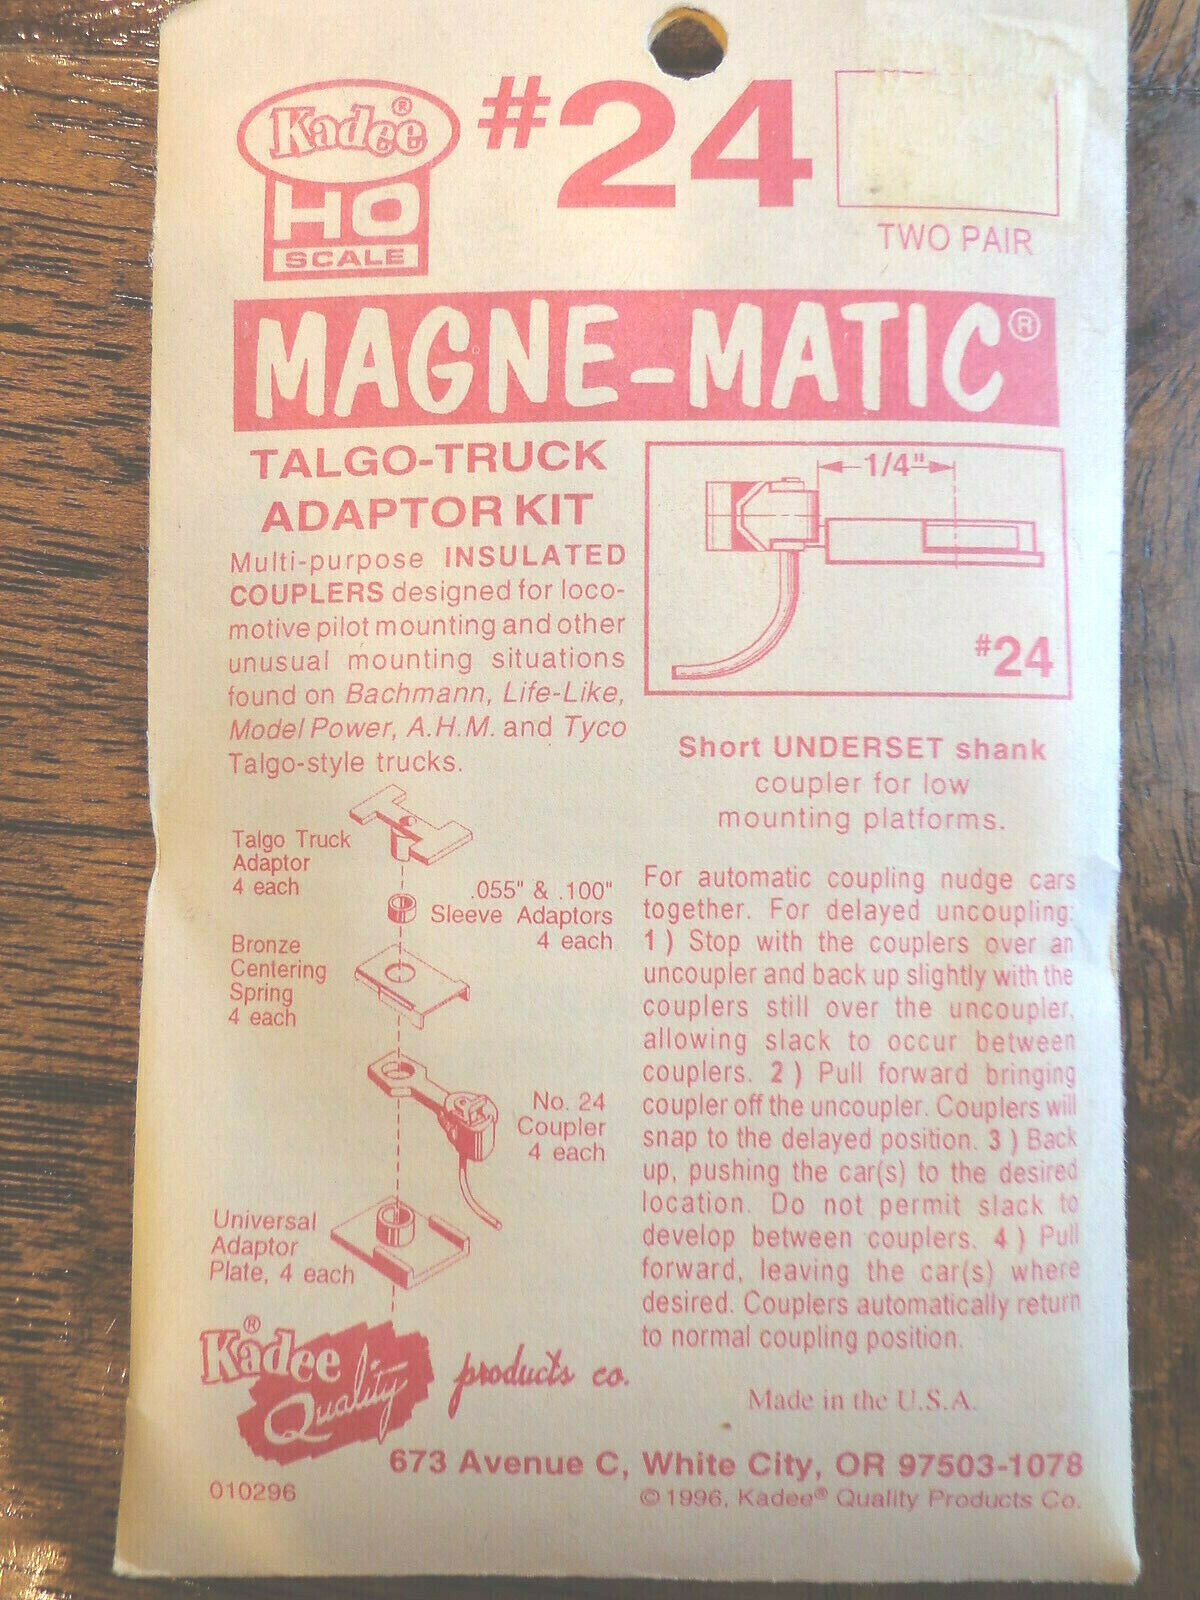 Kadee®
HO
SCALE
#24
TWO PAIR
MAGNE-MATIC®
TALGO-TRUCK
ADAPTOR KIT
Multi-purpose INSULATED
COUPLERS designed for loco-
motive pilot mounting and other
unusual mounting situations
found on Bachmann, Life-Like,
Model Power, A.H.M. and Tyco
Talgo-style trucks.
1/4"
#24
Short UNDERSET shank
coupler for low
mounting platforms.
Talgo Truck
Adaptor
4 each
.055" & .100"
Sleeve Adaptors
4 each
Bronze
Centering
Spring
4 each
No. 24
Coupler
4 each
Universal
Adaptor
Plate, 4 each
For automatic coupling nudge cars
together. For delayed uncoupling:
1 ) Stop with the couplers over an
uncoupler and back up slightly with the
couplers still over the uncoupler,
allowing slack to occur between
couplers. 2 ) Pull forward bringing
coupler off the uncoupler. Couplers will
snap to the delayed position. 3 ) Back
up, pushing the car(s) to the desired
location. Do not permit slack to
develop between couplers. 4 ) Pull
forward, leaving the car(s) where
desired. Couplers automatically return
to normal coupling position.
Made in the U.S.A.
Kadee®
Quality
products co.
673 Avenue C, White City, OR 97503-1078
010296
©1996, Kadee® Quality Products Co.